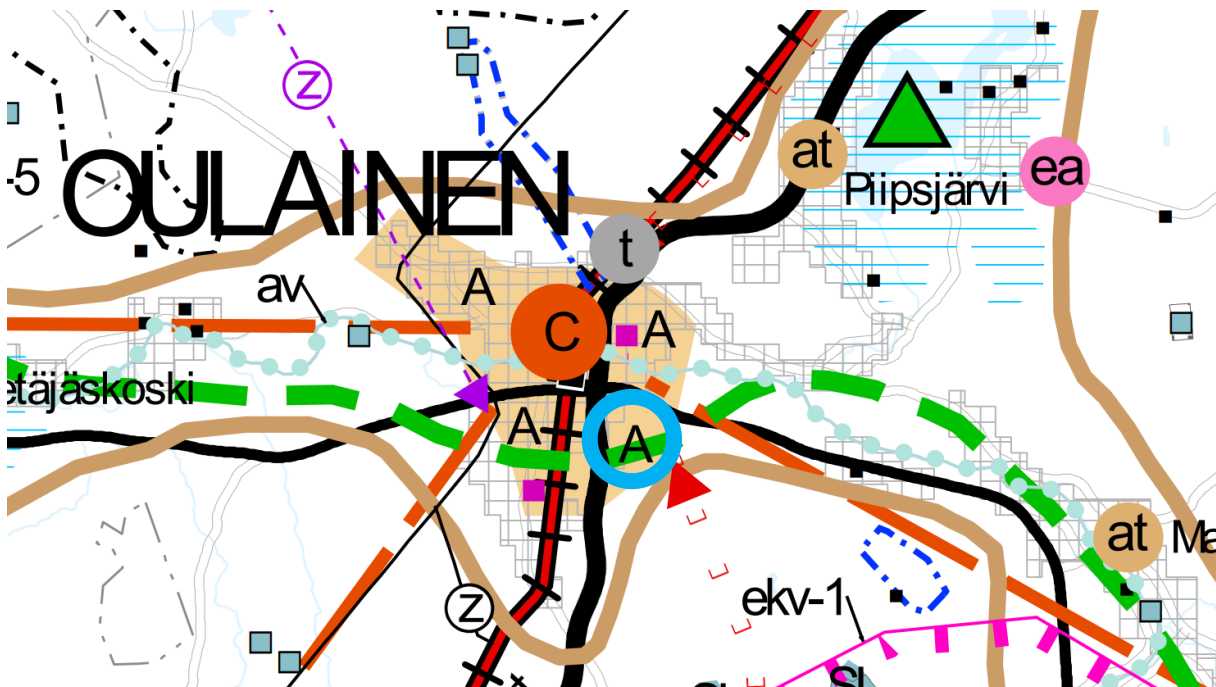 Z
-5
OULAINEN
at
ea
Piipsjärvi
t
av
A
C
A
etäjäskoski
A
A
at
Ma
Z
ekv-1